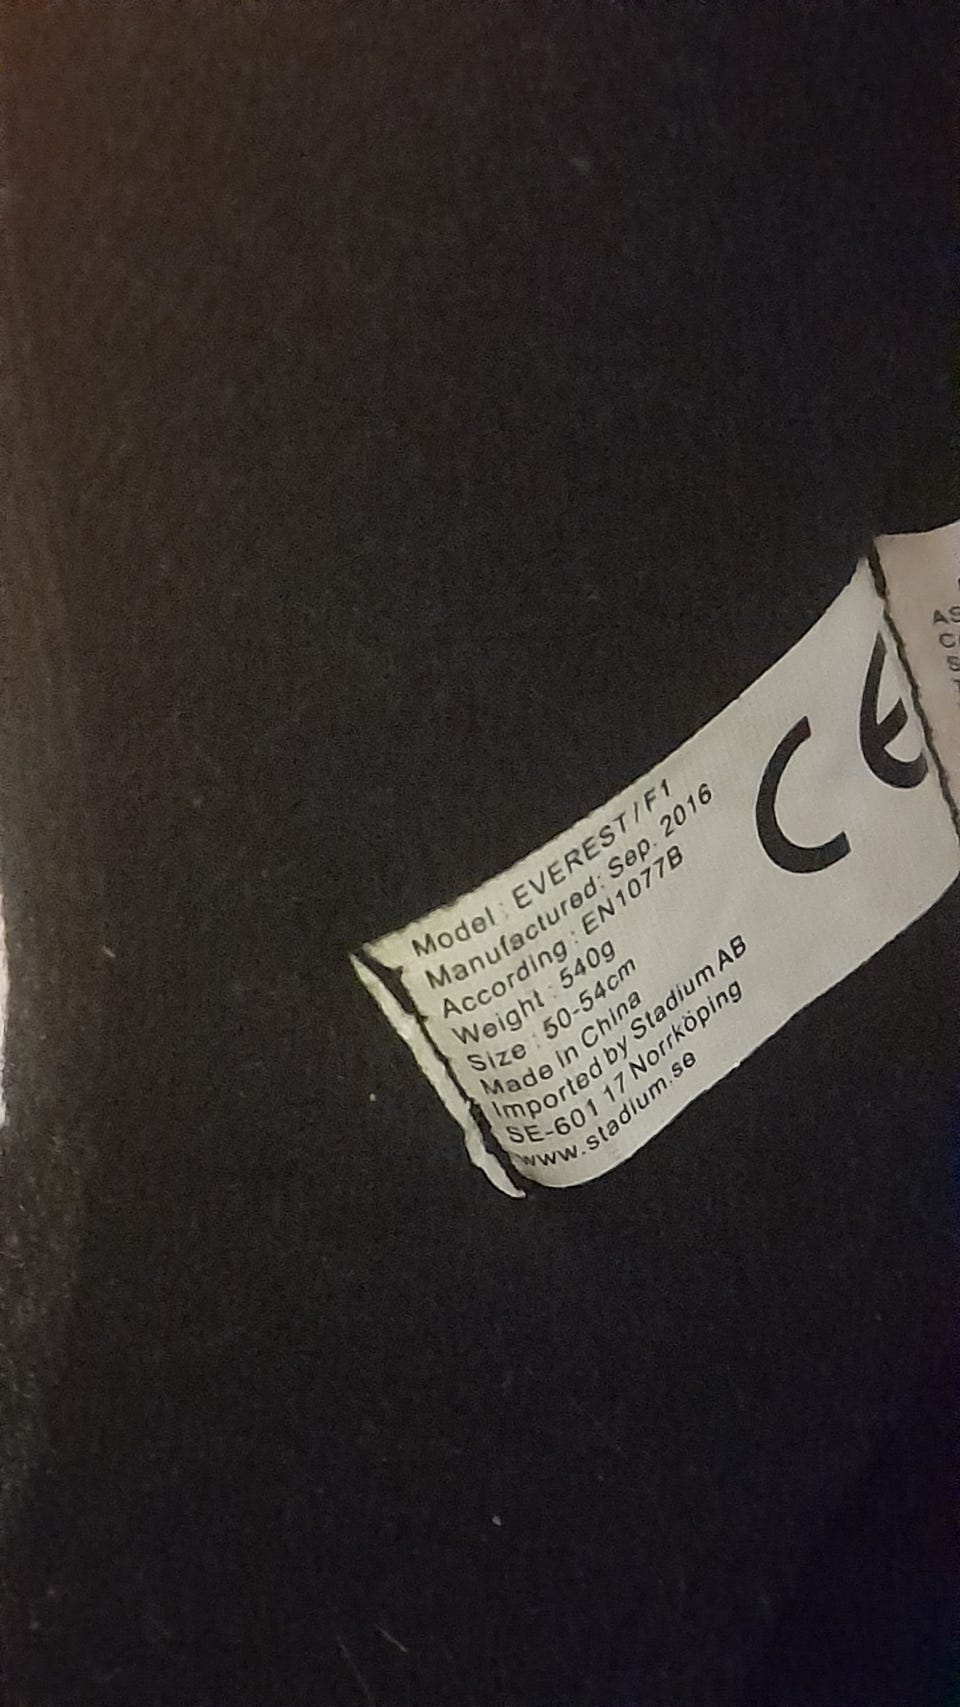 Model : EVEREST / F1
Manufactured: Sep. 2016
According : EN1077B
Weight : 540g
Size : 50-54cm
Made in China
Imported by Stadium AB
SE-601 17 Norrköping
www.stadium.se
CE